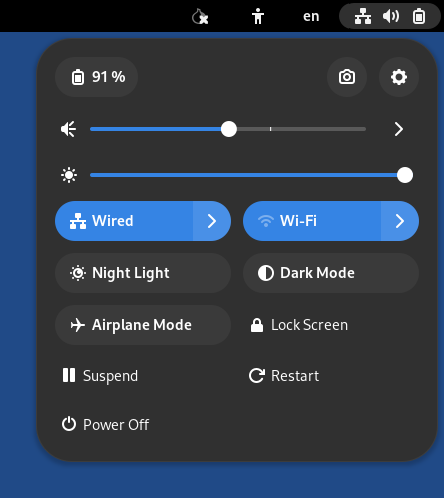 en
91 %
Wired
Wi-Fi
Night Light
Dark Mode
Airplane Mode
Lock Screen
Suspend
Restart
Power Off